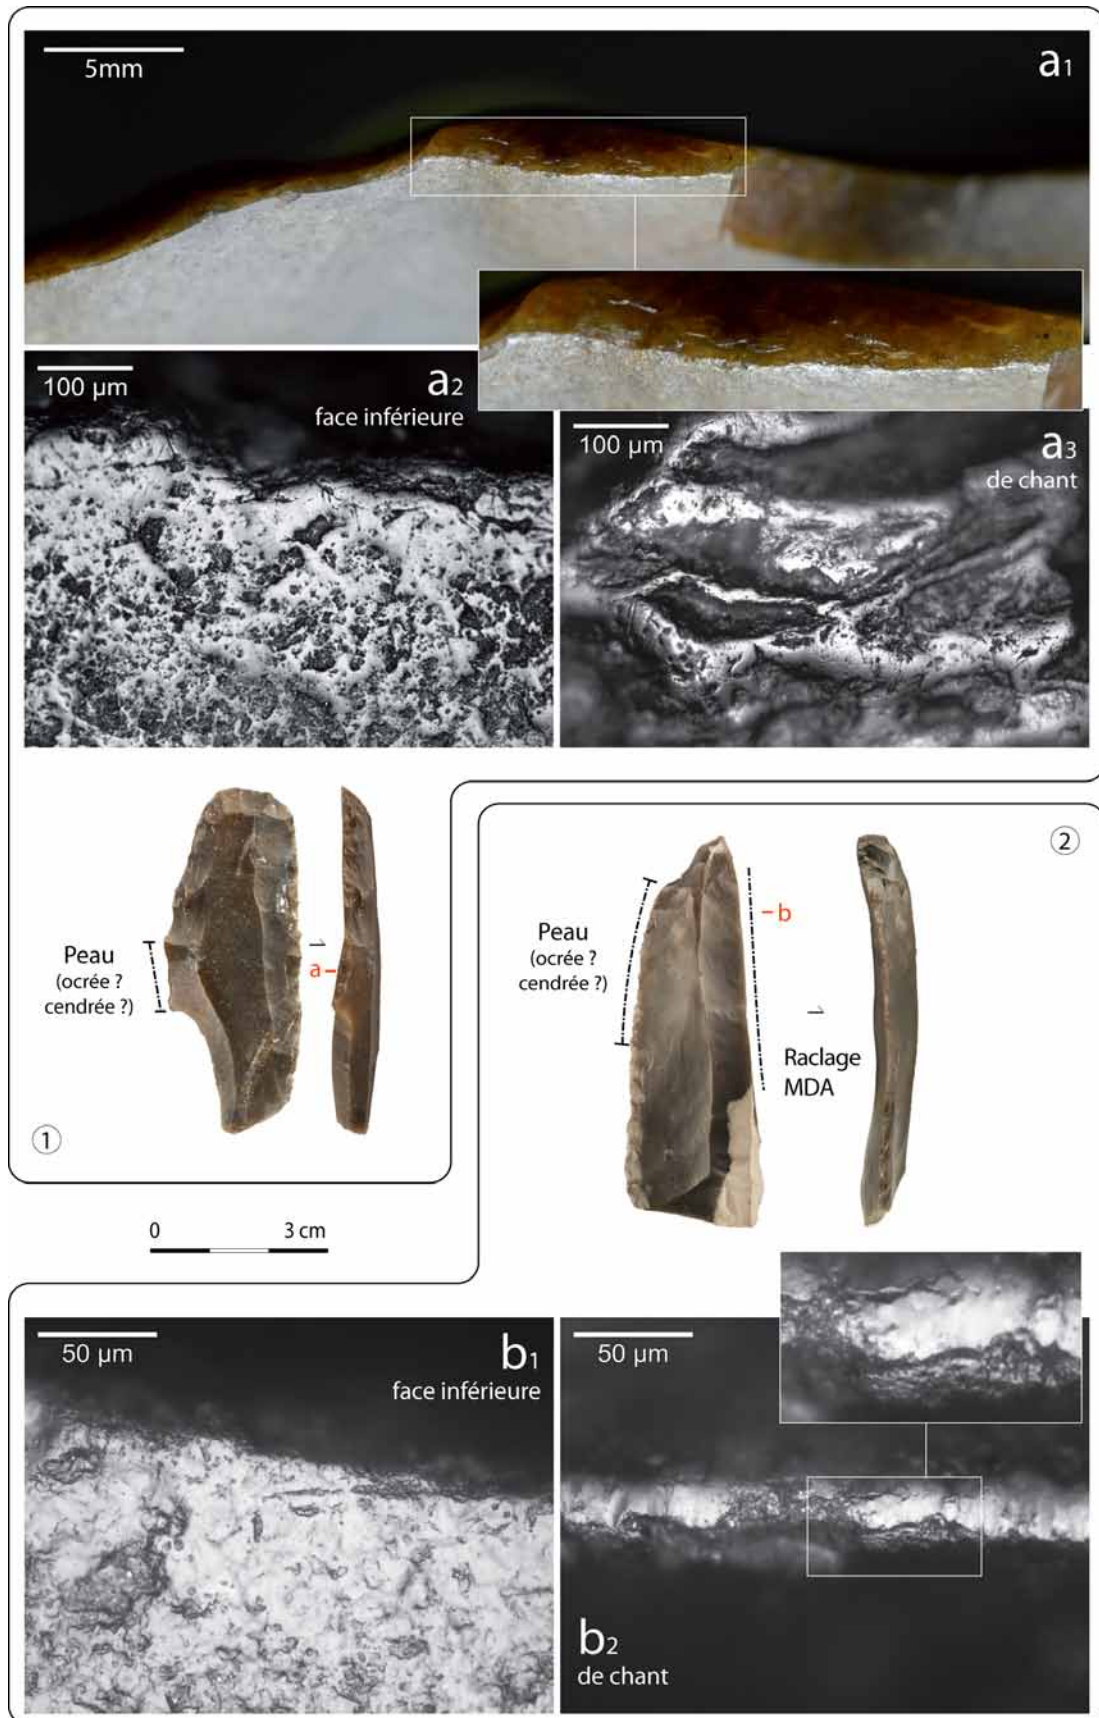 5mm
a1
100 µm
a2
face inférieure
100 µm
a3
de chant
Peau
(ocrée ?
cendrée ?)
a
1
2
Peau
(ocrée ?
cendrée ?)
b
Raclage
MDA
0 3 cm
50 µm
b1
face inférieure
50 µm
b2
de chant